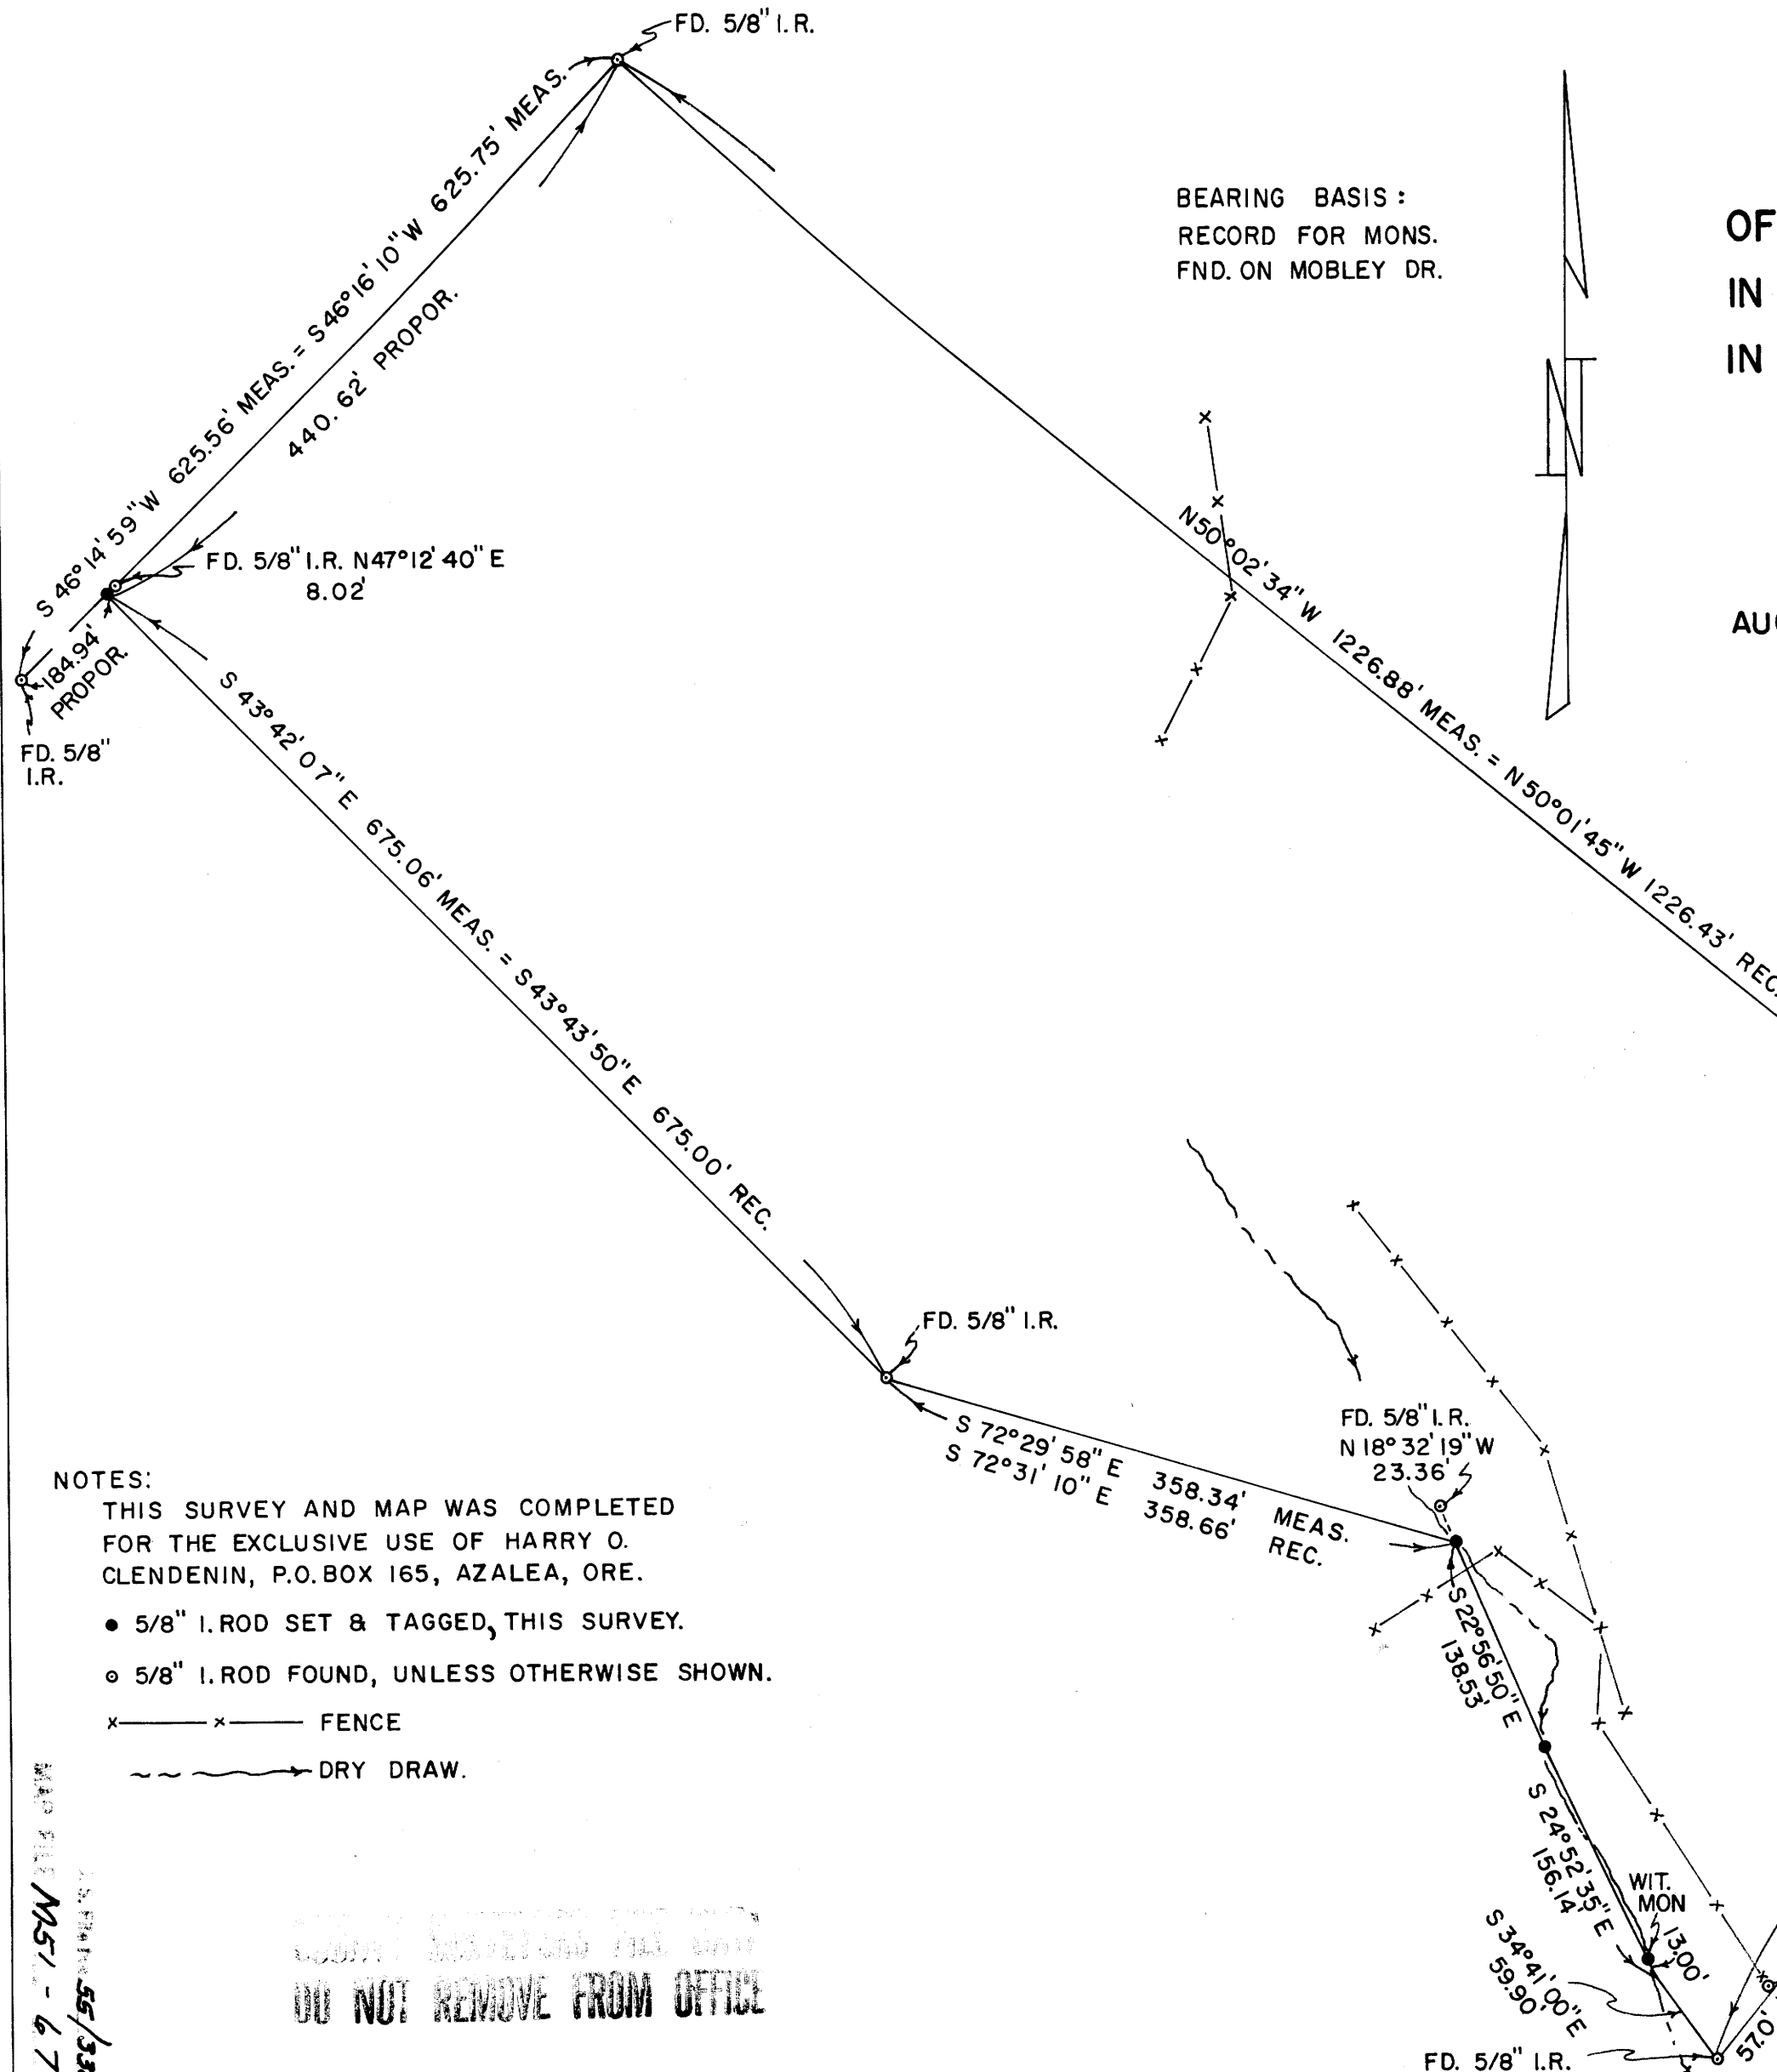 FD. 5/8" I.R.
S 46°14'59"W 625.56' MEAS. = S 46°16'10"W 625.75' MEAS.
440.62' PROPOR.
BEARING BASIS :
RECORD FOR MONS.
FND. ON MOBLEY DR.
OF
IN
IN
N
FD. 5/8" I.R. N47°12'40"E
8.02'
184.94'
PROPOR.
FD. 5/8"
I.R.
N50°02'34"W 1226.88' MEAS. = N50°01'45"W 1226.43' REC.
S 43°42'07"E 675.06' MEAS. = S43°43'50"E 675.00' REC.
FD. 5/8" I.R.
S 72°29'58"E 358.34' MEAS.
S 72°31'10"E 358.66' REC.
FD. 5/8" I.R.
N 18°32'19"W
23.36'
S22°56'50"E
138.53'
S 24°52'35"E
156.14'
WIT.
MON
13.00'
S34°41'00"E
59.90'
57.0'
FD. 5/8" I.R.
NOTES:
THIS SURVEY AND MAP WAS COMPLETED
FOR THE EXCLUSIVE USE OF HARRY O.
CLENDENIN, P.O. BOX 165, AZALEA, ORE.
5/8" I. ROD SET & TAGGED, THIS SURVEY.
5/8" I. ROD FOUND, UNLESS OTHERWISE SHOWN.
x x FENCE
DRY DRAW.
DO NOT REMOVE FROM OFFICE
MAP FILE M51-67